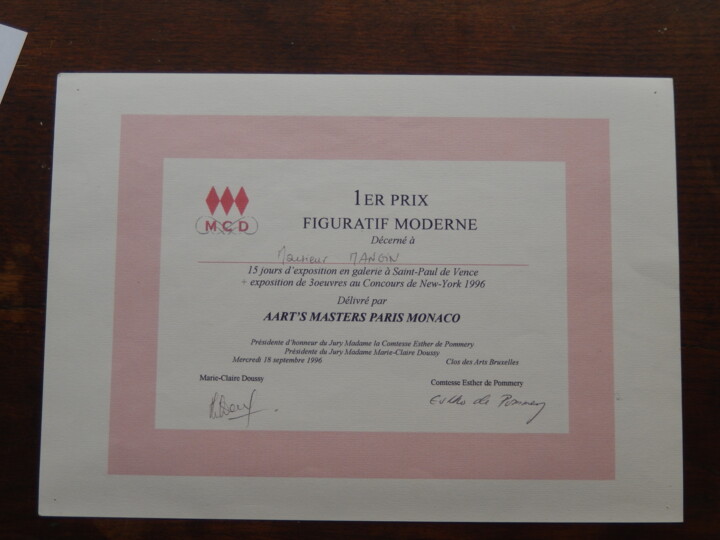 MCD
1ER PRIX
FIGURATIF MODERNE
Décerné à
Monsieur MANGIN
15 jours d'exposition en galerie à Saint-Paul de Vence
+ exposition de 3oeuvres au Concours de New-York 1996
Délivré par
AART'S MASTERS PARIS MONACO
Présidente d'honneur du Jury Madame la Comtesse Esther de Pommery
Présidente du Jury Madame Marie-Claire Doussy
Mercredi 18 septembre 1996 Clos des Arts Bruxelles
Marie-Claire Doussy Comtesse Esther de Pommery
Esther de Pommery